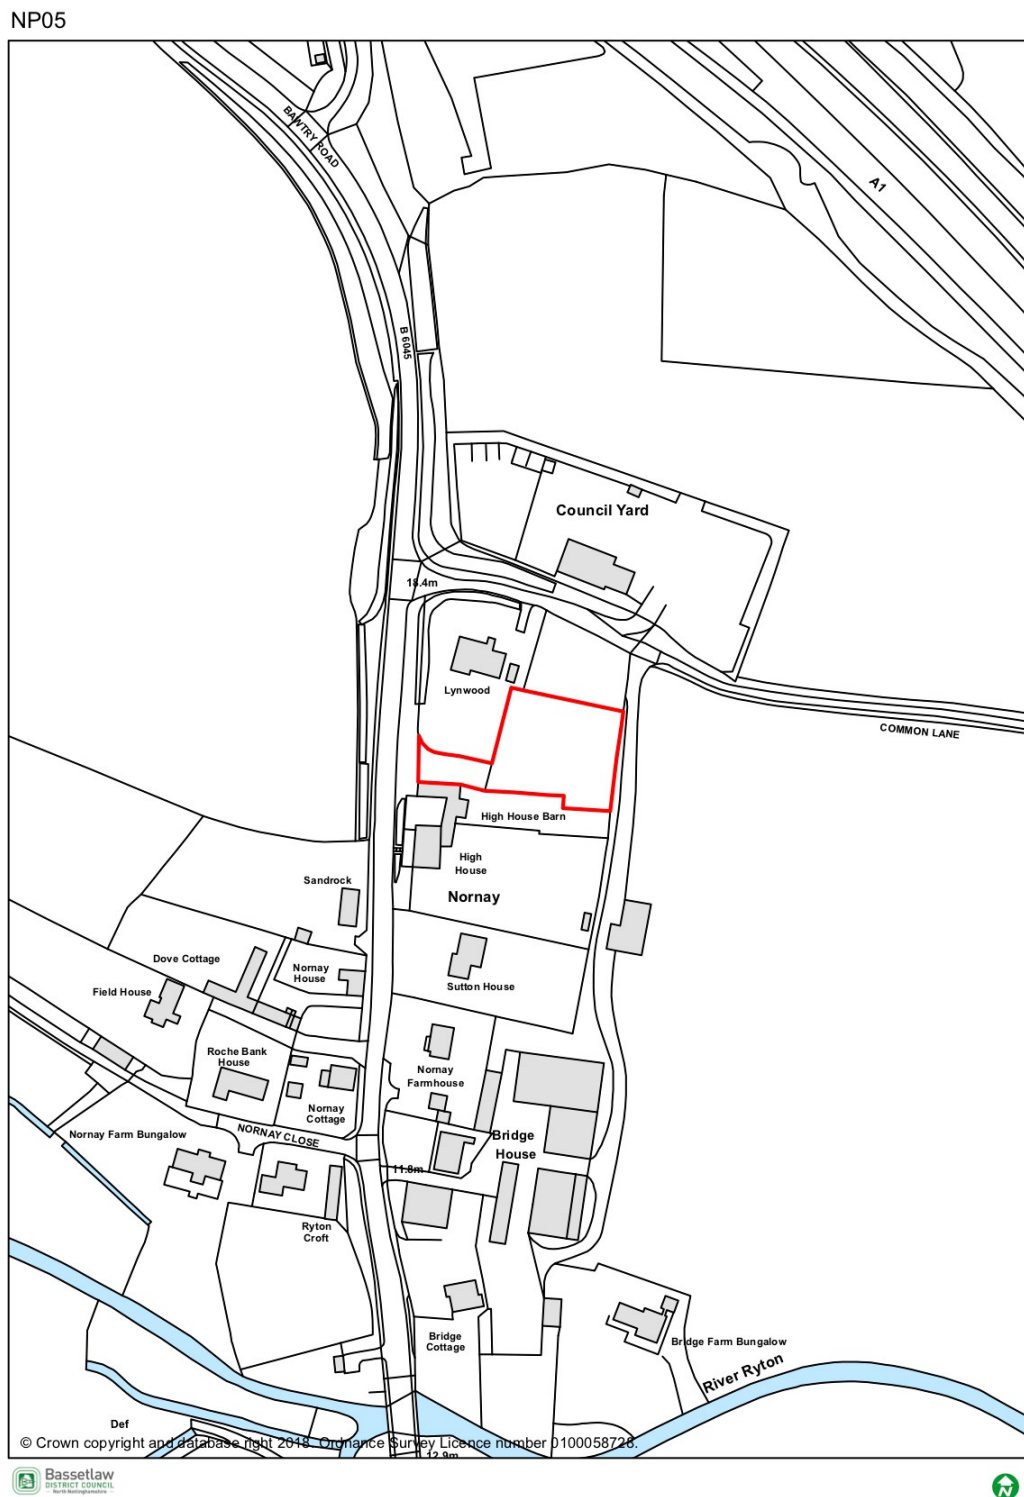 NP05
BAWTRY ROAD
A1
B 6045
Council Yard
18.4m
Lynwood
COMMON LANE
High House Barn
High
House
Nornay
Sandrock
Dove Cottage
Nornay
House
Sutton House
Field House
Roche Bank
House
Nornay
Farmhouse
Nornay
Cottage
NORNAY CLOSE
Nornay Farm Bungalow
Bridge
House
11.8m
Ryton
Croft
Bridge
Cottage
Bridge Farm Bungalow
River Ryton
Def
© Crown copyright and database right 2018. Ordnance Survey Licence number 0100058728.
12.9m
Bassetlaw
DISTRICT COUNCIL
North Nottinghamshire
N